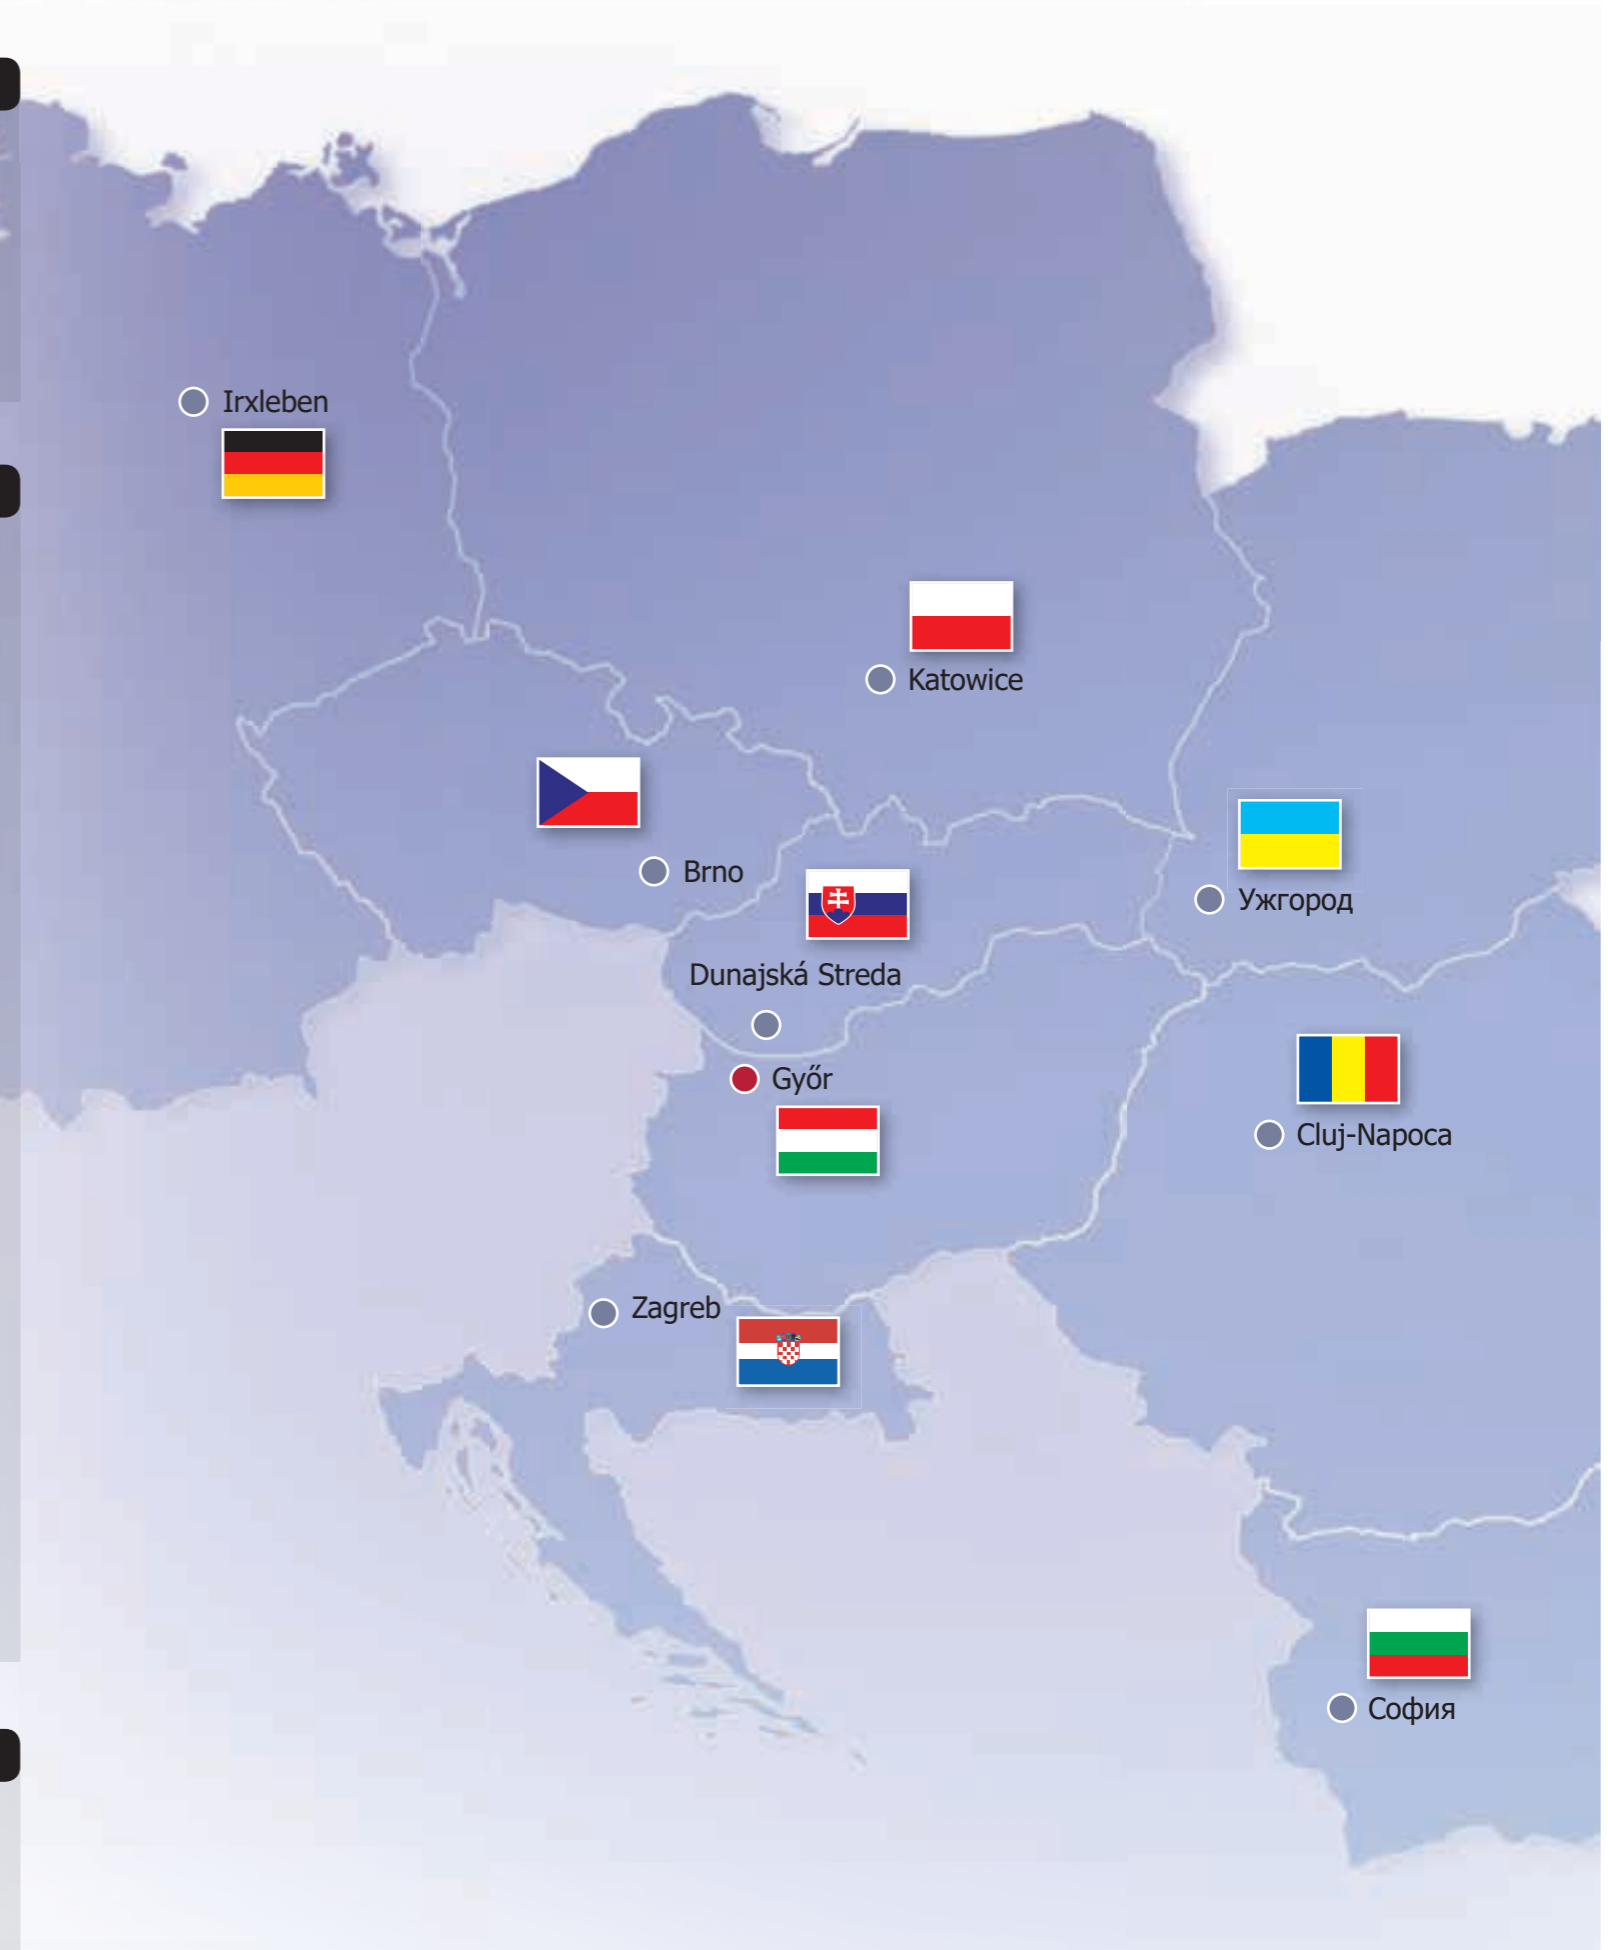 Irxleben
Katowice
Brno
Ужгород
Dunajská Streda
Győr
Cluj-Napoca
Zagreb
София